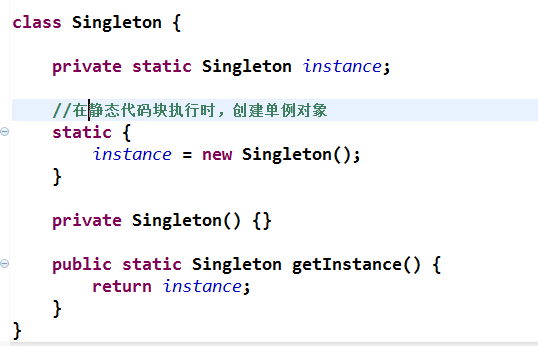 class Singleton {
private static Singleton instance;
//在静态代码块执行时，创建单例对象
static {
instance = new Singleton();
}
private Singleton() {}
public static Singleton getInstance() {
return instance;
}
}